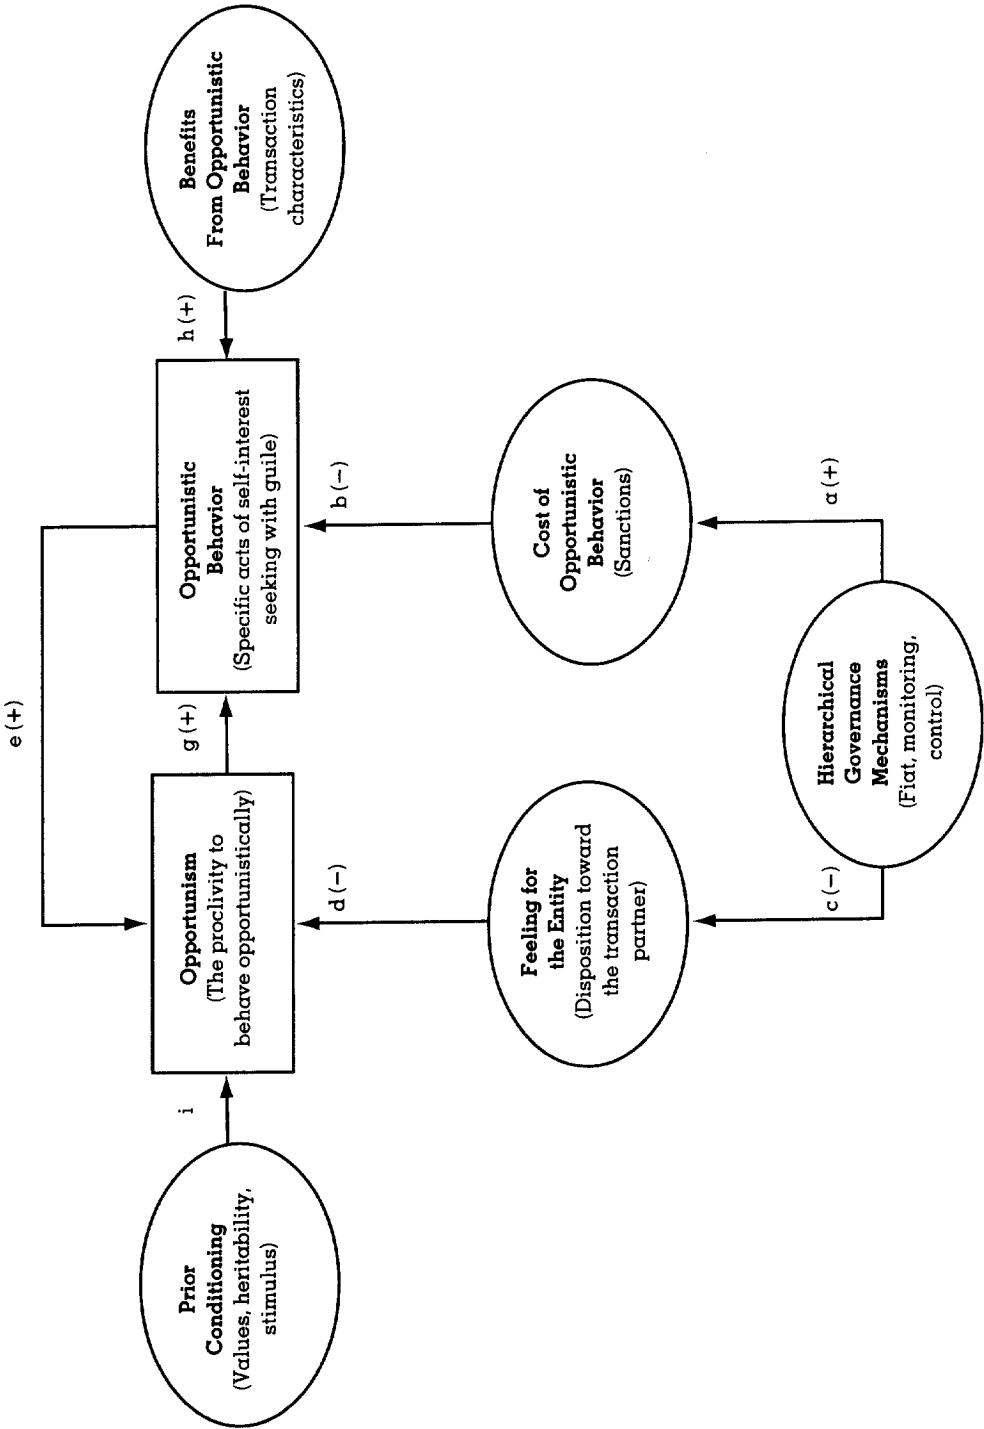 e (+)
Prior
Conditioning
(Values, heritability,
stimulus)
i
Opportunism
(The proclivity to
behave opportunistically)
g (+)
Opportunistic
Behavior
(Specific acts of self-interest
seeking with guile)
h (+)
Benefits
From Opportunistic
Behavior
(Transaction
characteristics)
d (−)
b (−)
Feeling for
the Entity
(Disposition toward
the transaction
partner)
Cost of
Opportunistic
Behavior
(Sanctions)
c (−)
a (+)
Hierarchical
Governance
Mechanisms
(Fiat, monitoring,
control)